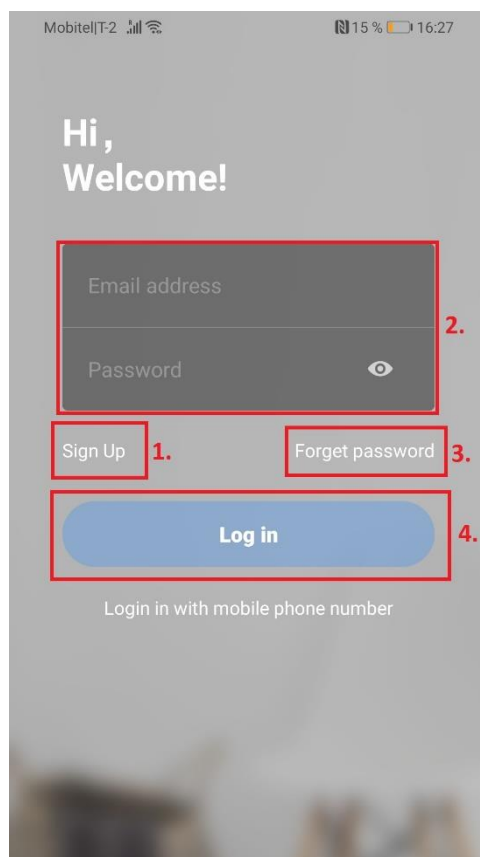 Mobitel|T-2 15 % 16:27
Hi,
Welcome!
Email address
2.
Password
Sign Up 1. Forget password 3.
Log in 4.
Login in with mobile phone number